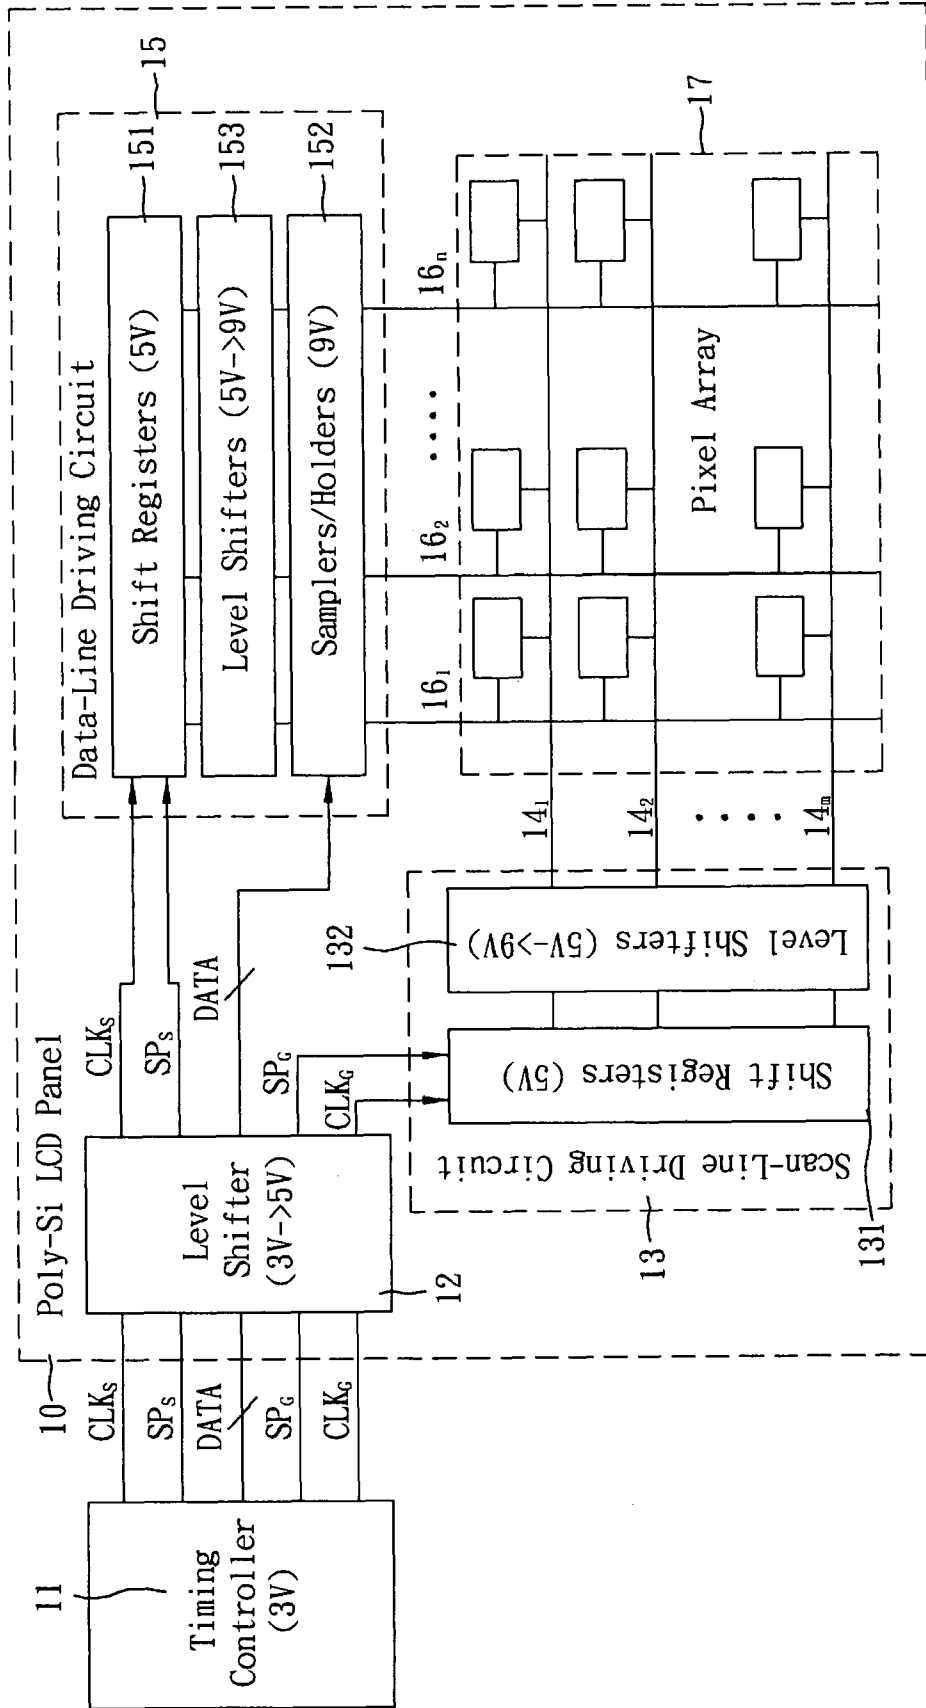 10
Poly-Si LCD Panel
11
Timing
Controller
(3V)
CLKS
SPS
DATA
SPG
CLKG
Level
Shifter
(3V->5V)
12
CLKS
SPS
DATA
SPG
CLKG
Data-Line Driving Circuit
15
Shift Registers (5V)
151
Level Shifters (5V->9V)
153
Samplers/Holders (9V)
152
13
Scan-Line Driving Circuit
Shift Registers (5V)
131
Level Shifters (5V->9V)
132
141
142
....
14m
161
162
....
16n
Pixel Array
17